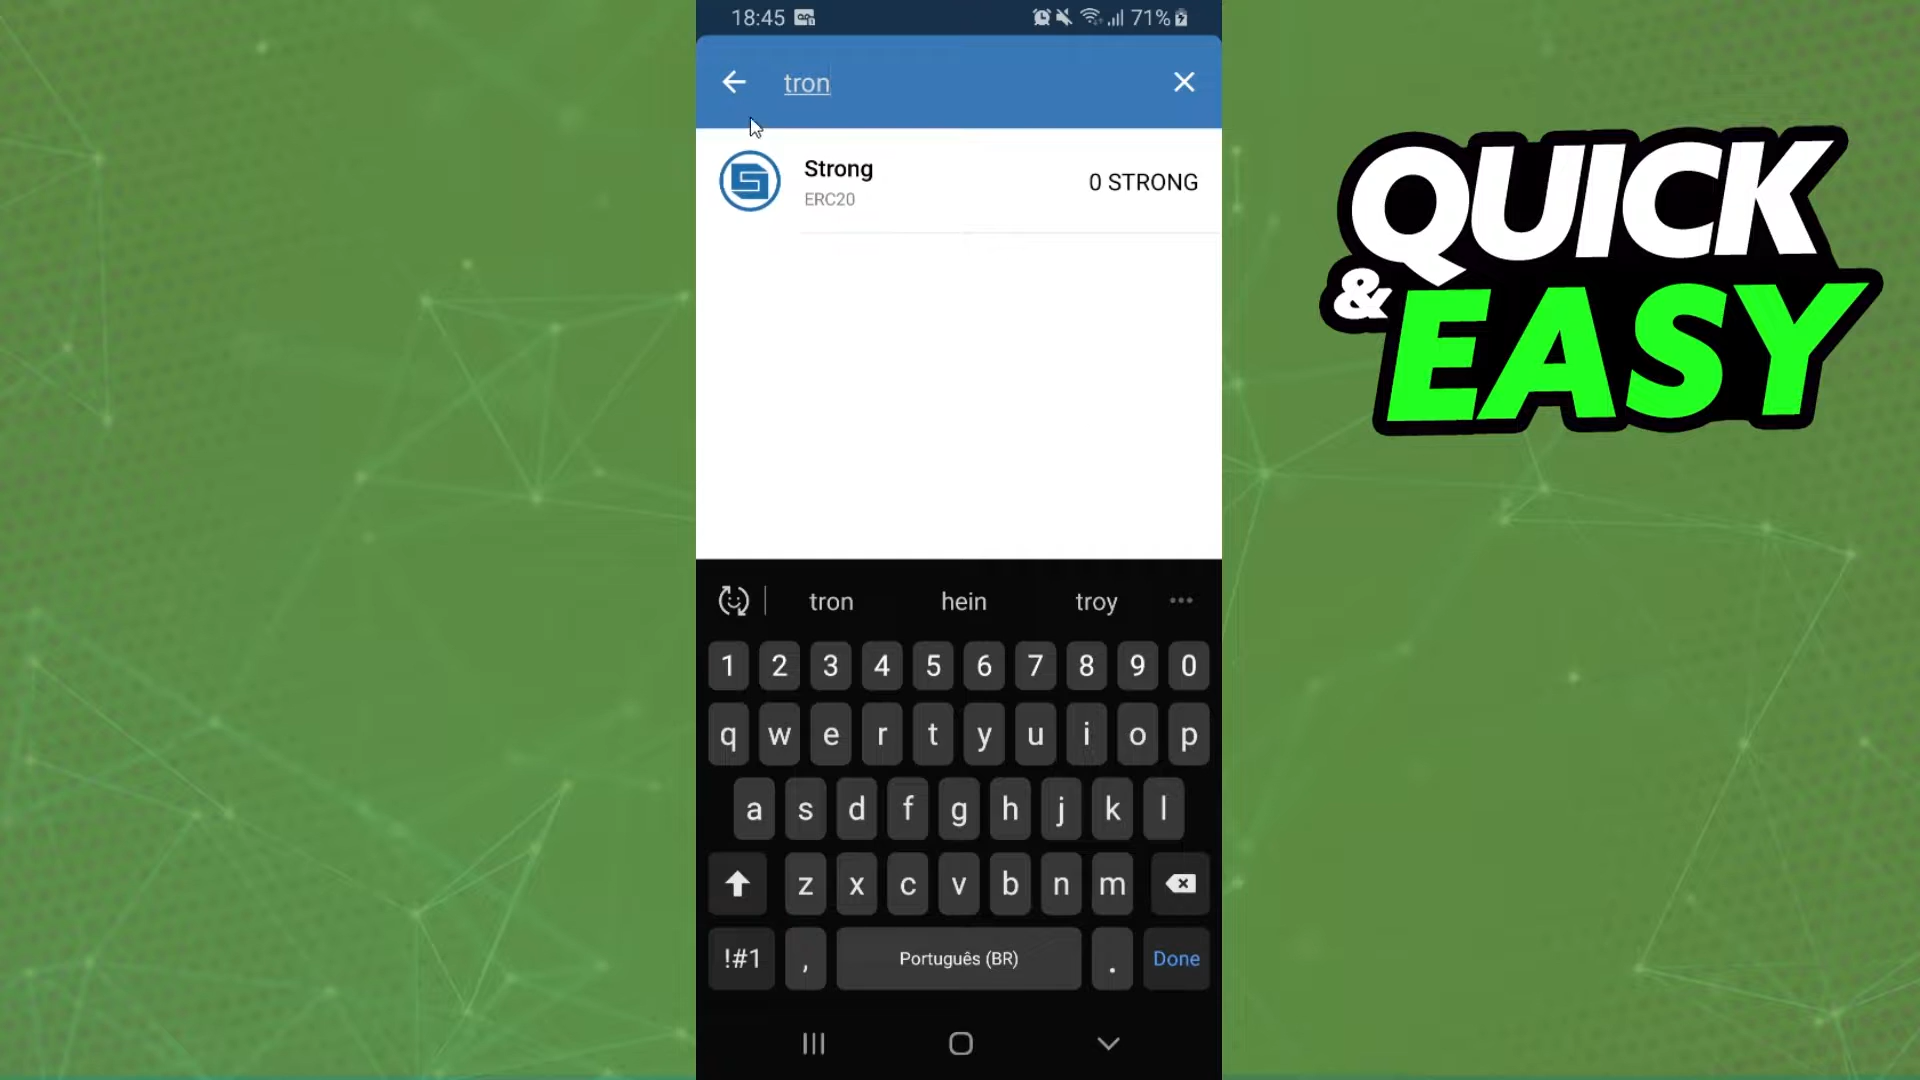 18:45 71%
tron
Strong
ERC20
0 STRONG
QUICK
& EASY
tron hein troy
1 2 3 4 5 6 7 8 9 0
q w e r t y u i o p
a s d f g h j k l
z x c v b n m
!#1 , Português (BR) . Done